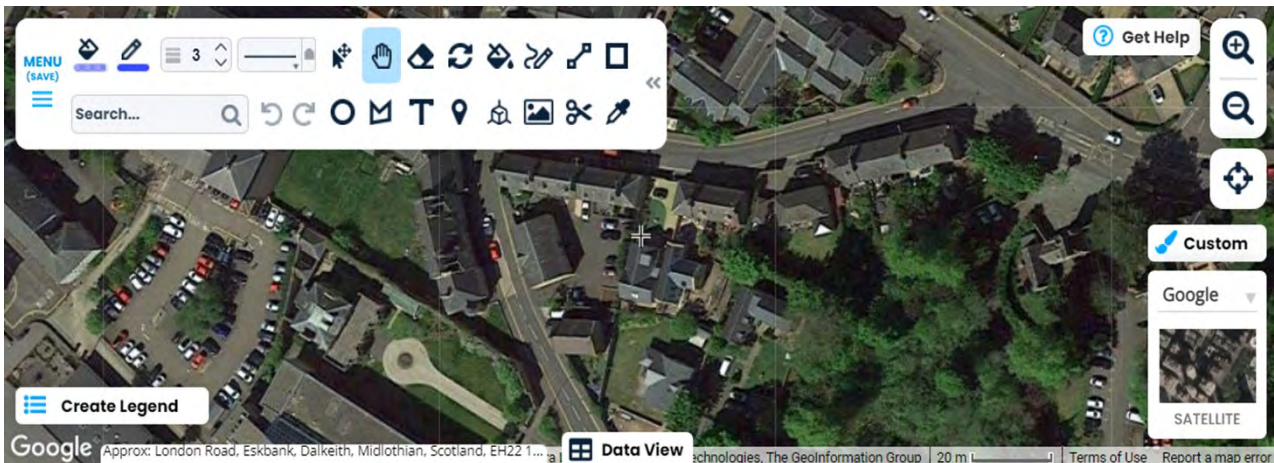 MENU
(SAVE)
3
Search...
T
«
? Get Help
Custom
Google
SATELLITE
Create Legend
Google
Approx: London Road, Eskbank, Dalkeith, Midlothian, Scotland, EH22 1...
Data View
echnologies, The GeoInformation Group
20 m
Terms of Use
Report a map error